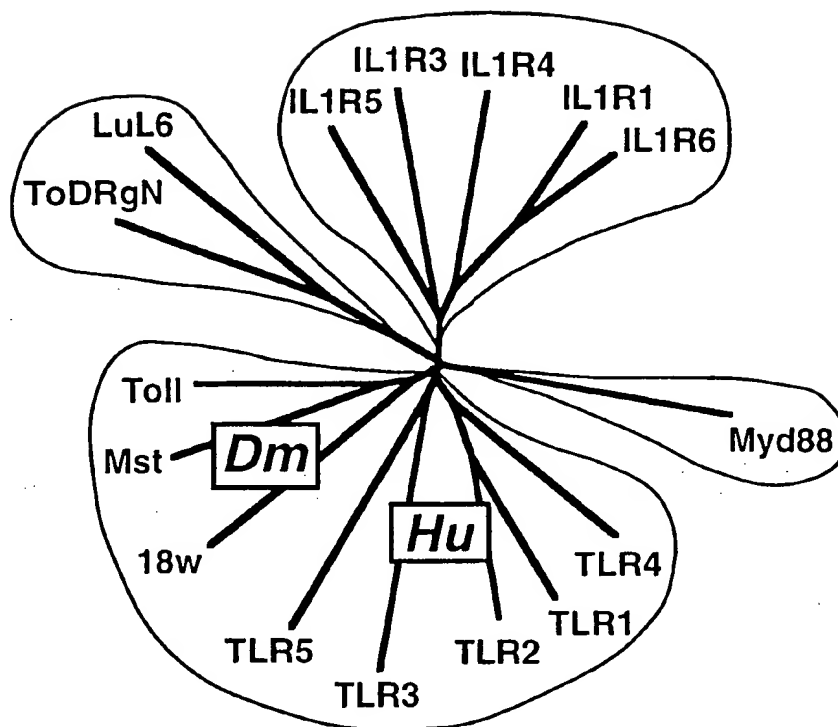 IL1R3
IL1R4
IL1R5
IL1R1
LuL6
IL1R6
ToDRgN
Toll
Myd88
Mst
Dm
Hu
18w
TLR4
TLR1
TLR5
TLR2
TLR3